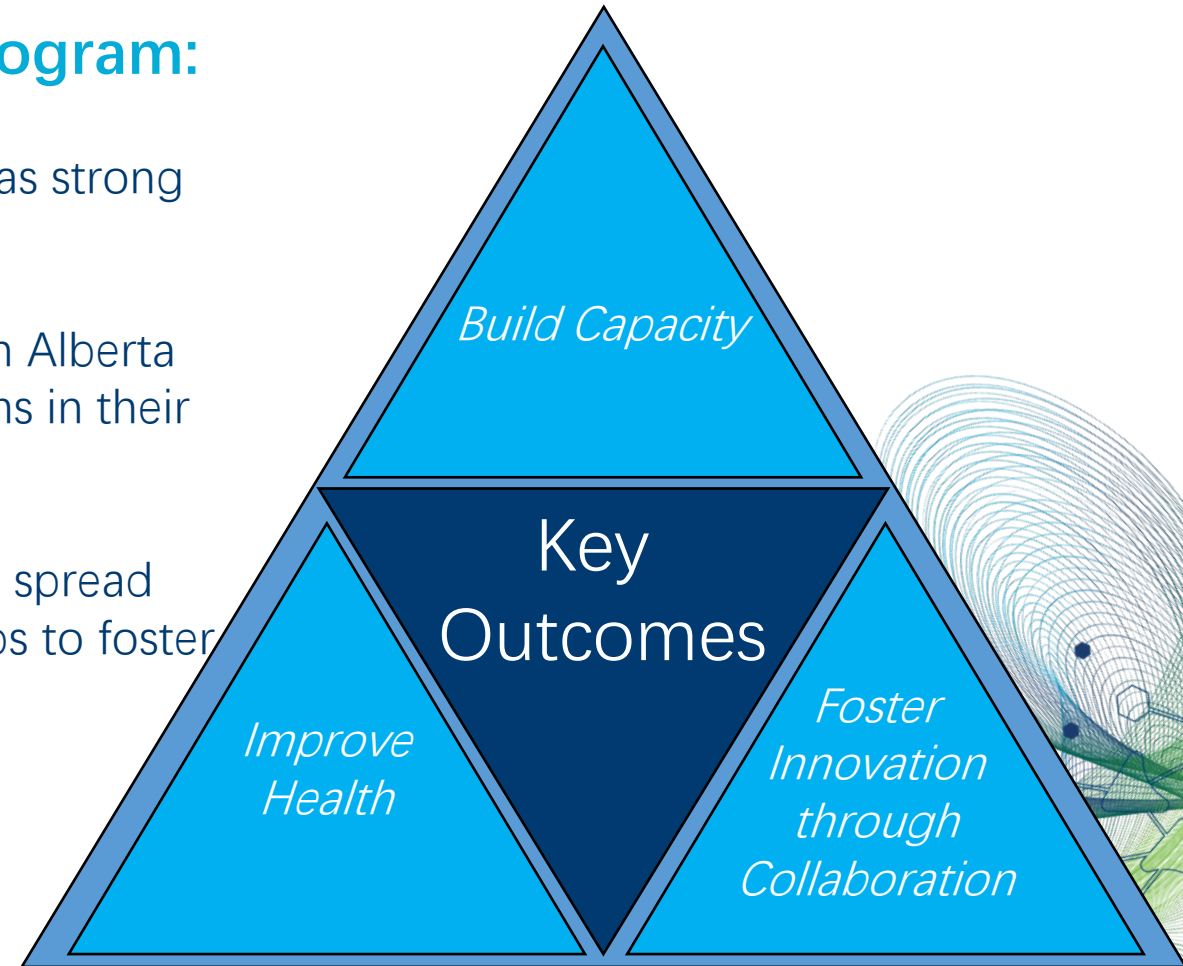 ogram:
as strong
n Alberta
ns in their
spread
os to foster
Build Capacity
Key
Outcomes
Improve
Health
Foster
Innovation
through
Collaboration